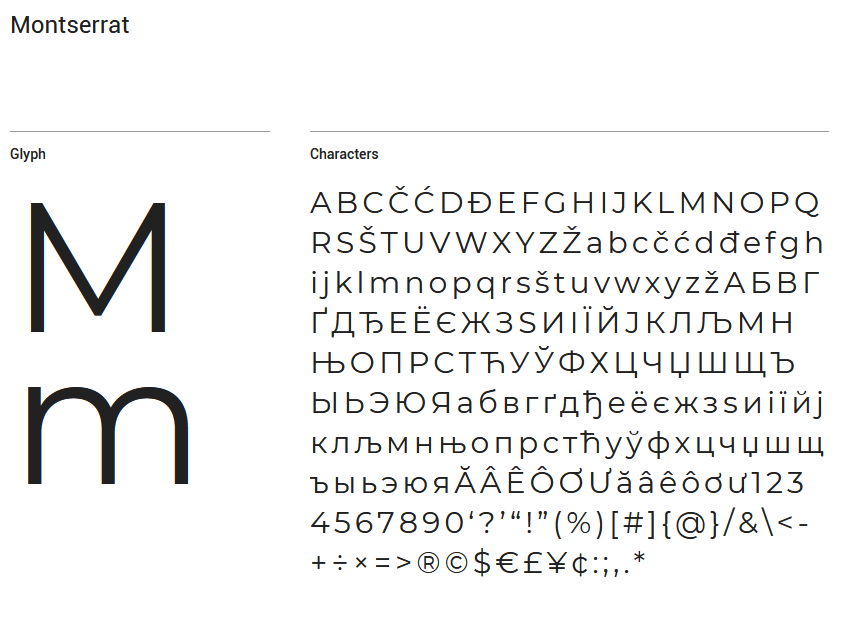 Montserrat
Glyph
M
m
Characters
ABCČĆDĐEFGHIJKLMNOPQ
RSŠTUVWXYZŽabcčćdđefgh
ijklmnopqrsštuvwxyzžАБВГ
ҐДЂЕЁЄЖЗЅИІЇЙЈКЛЉМН
ЊОПРСТЋУЎФХЦЧЏШЩЪ
ЫЬЭЮЯабвгґдђеёєжзѕиіїйј
клљмнњопрстћуўфхцчџшщ
ъыьэюяĂÂÊÔƠƯăâêôơư123
4567890‘?’“!”(%)[#]{@}/&\<-
+÷×=>®©$€£¥¢:;,.*